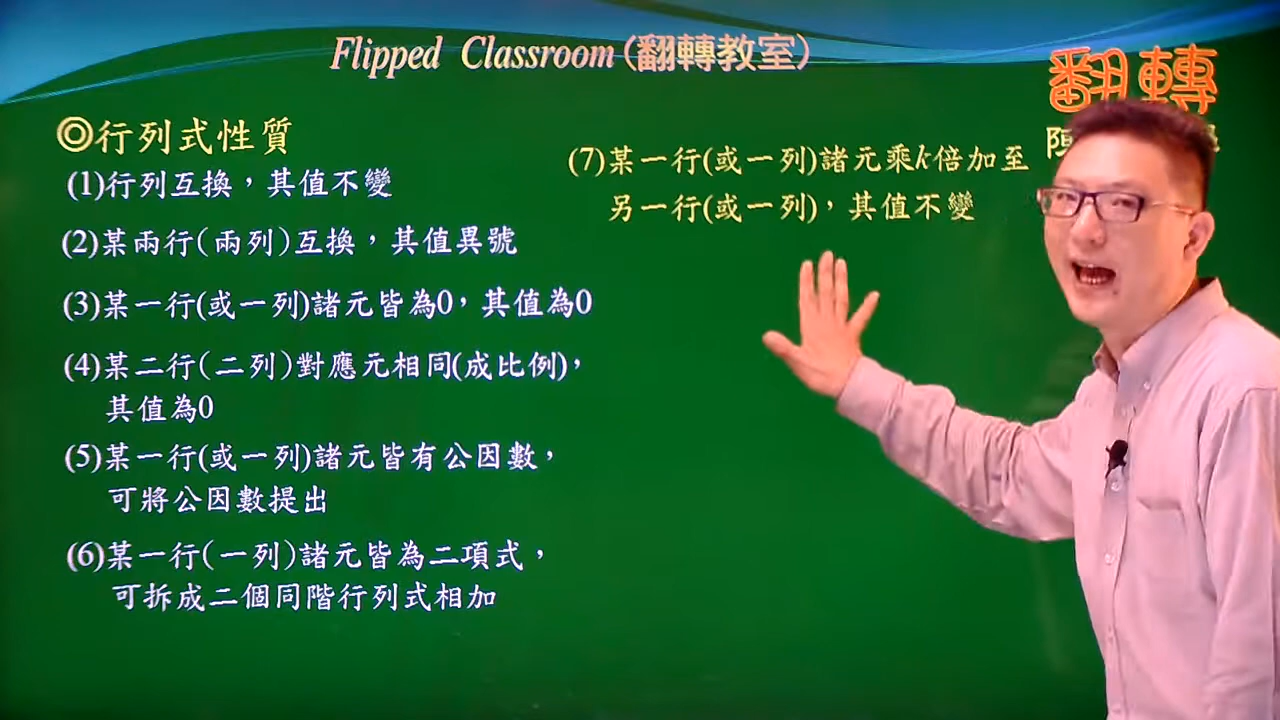 Flipped Classroom(翻轉教室)
翻轉
陳
◎行列式性質
(1)行列互換，其值不變
(2)某兩行(兩列)互換，其值異號
(3)某一行(或一列)諸元皆為0，其值為0
(4)某二行(二列)對應元相同(成比例)，
其值為0
(5)某一行(或一列)諸元皆有公因數，
可將公因數提出
(6)某一行(一列)諸元皆為二項式，
可拆成二個同階行列式相加
(7)某一行(或一列)諸元乘k倍加至
另一行(或一列)，其值不變